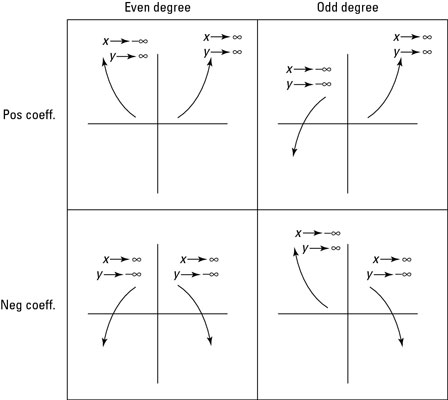 Even degree
Odd degree
Pos coeff.
x→-∞
y→∞
x→∞
y→∞
x→-∞
y→-∞
x→∞
y→∞
Neg coeff.
x→∞
y→-∞
x→∞
y→-∞
x→-∞
y→∞
x→∞
y→-∞